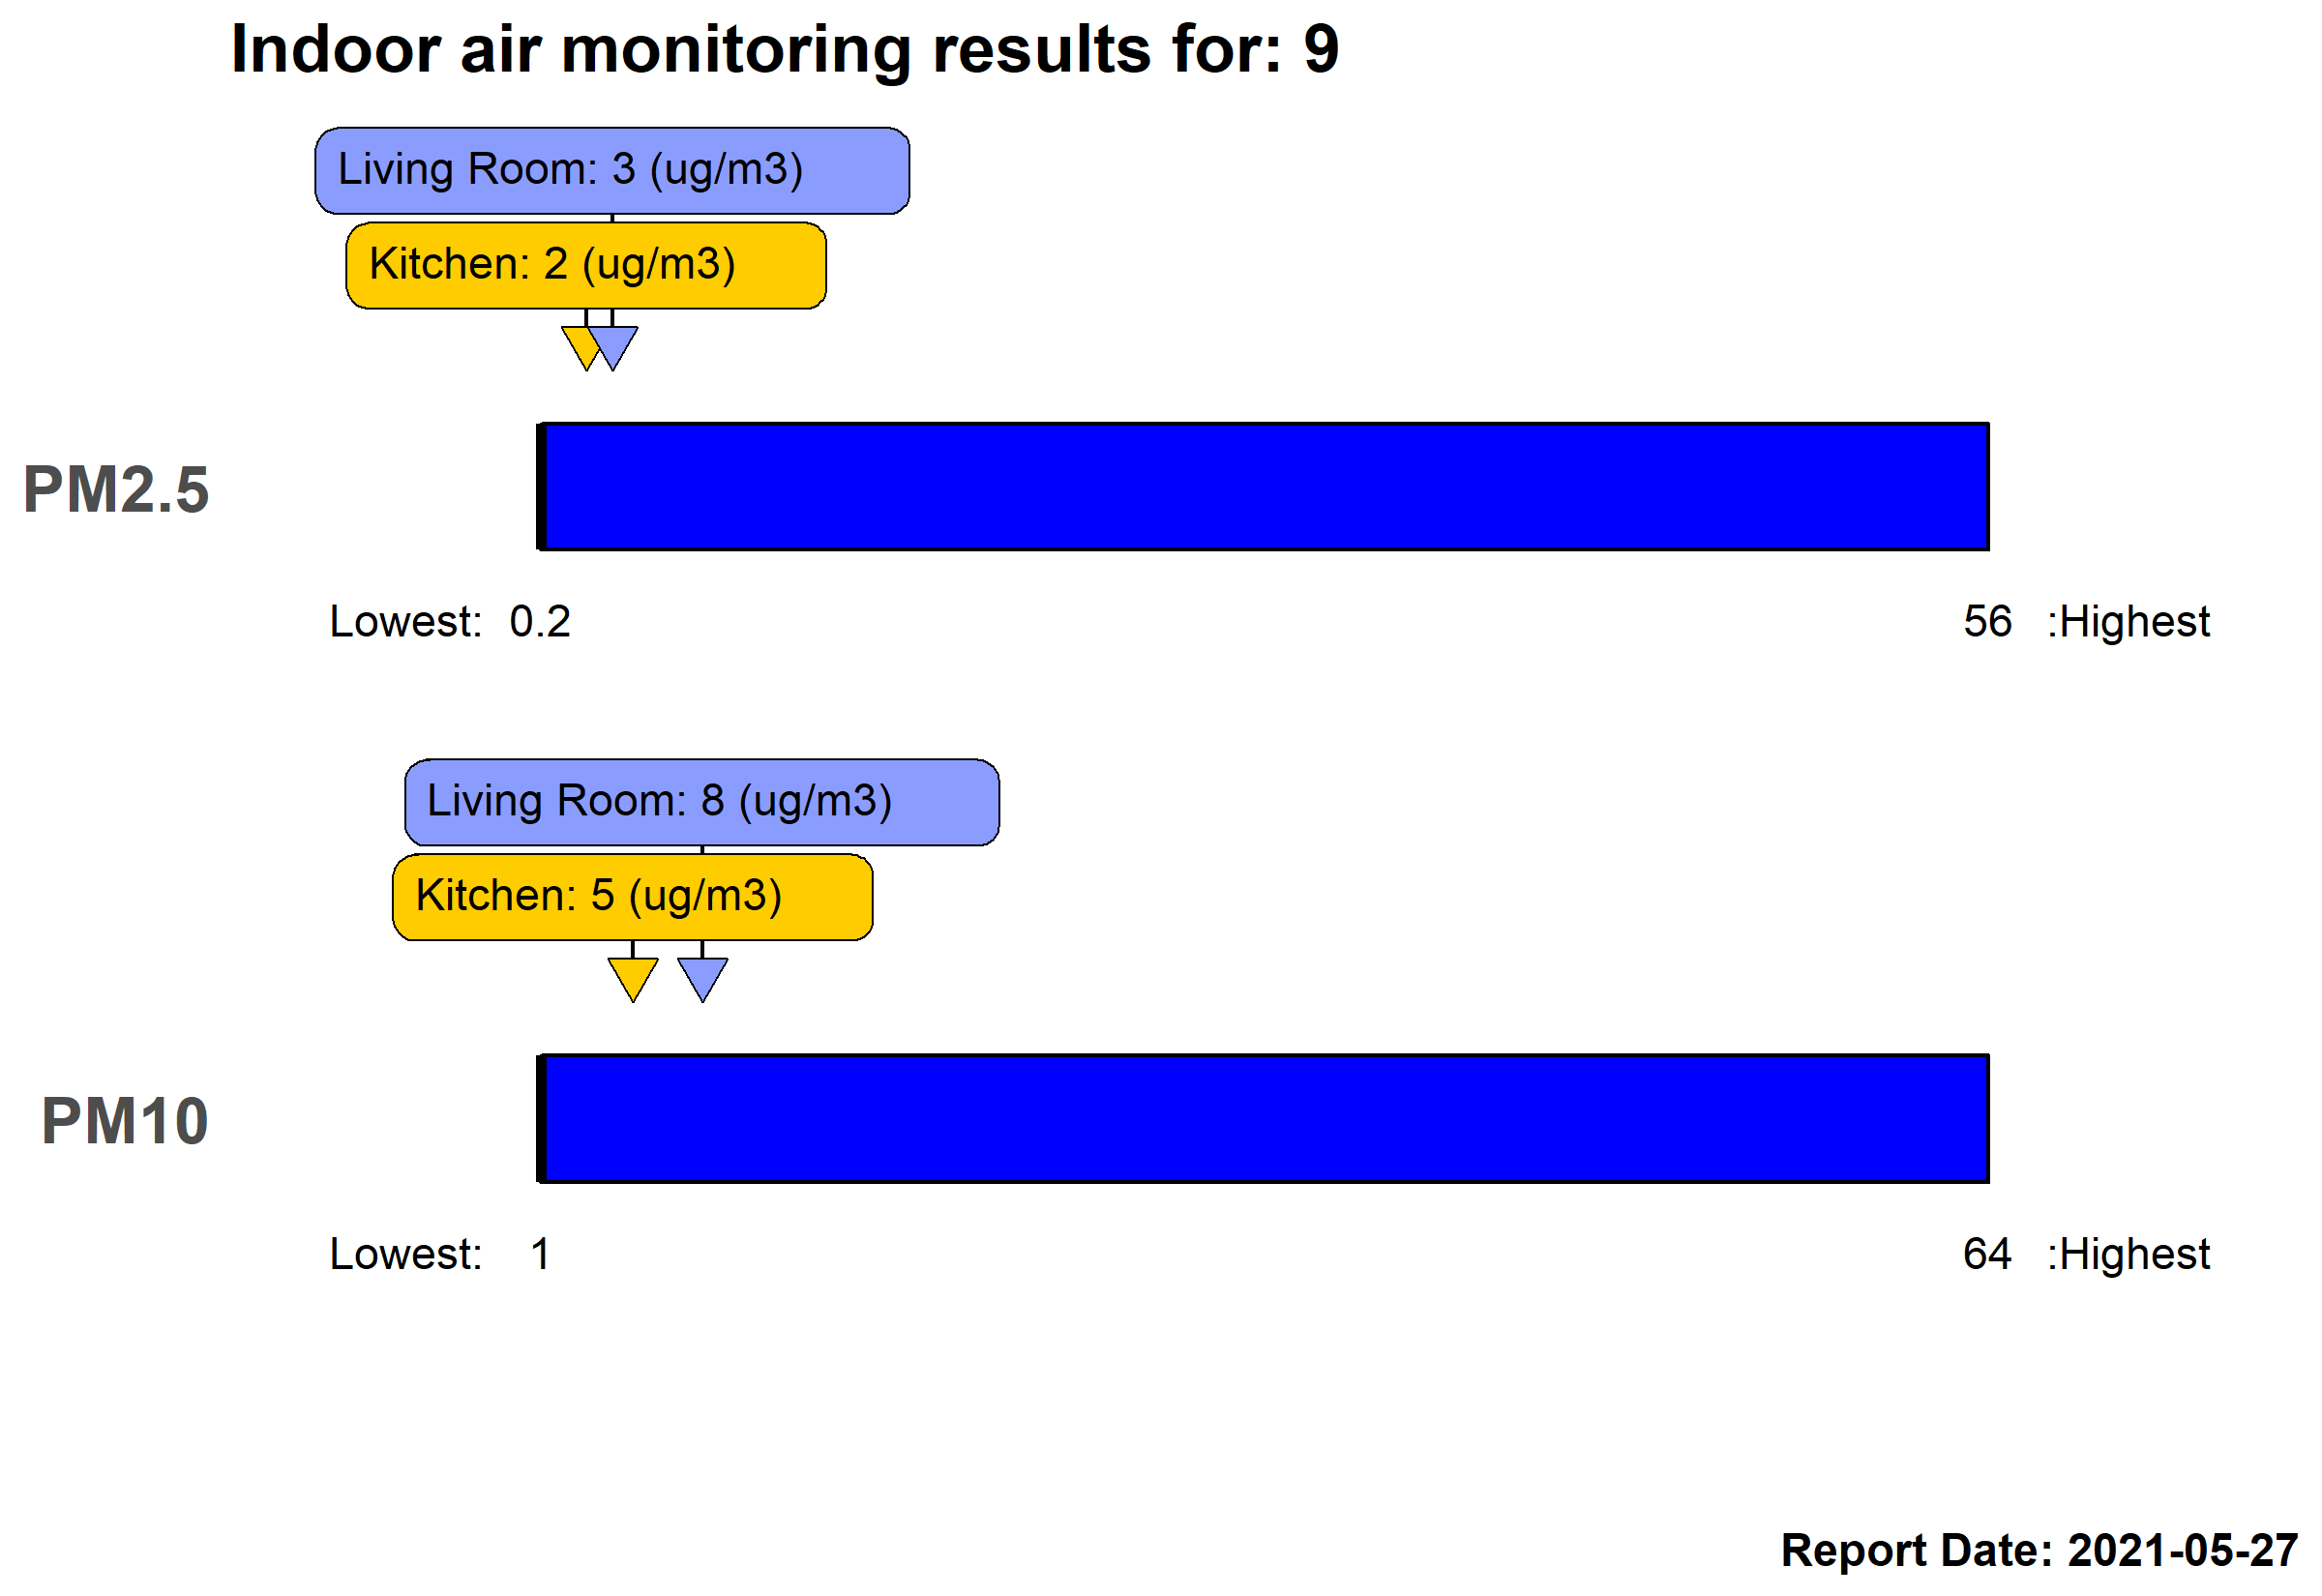 Indoor air monitoring results for: 9
Living Room: 3 (ug/m3)
Kitchen: 2 (ug/m3)
PM2.5
Lowest: 0.2 56 :Highest
Living Room: 8 (ug/m3)
Kitchen: 5 (ug/m3)
PM10
Lowest: 1 64 :Highest
Report Date: 2021-05-27